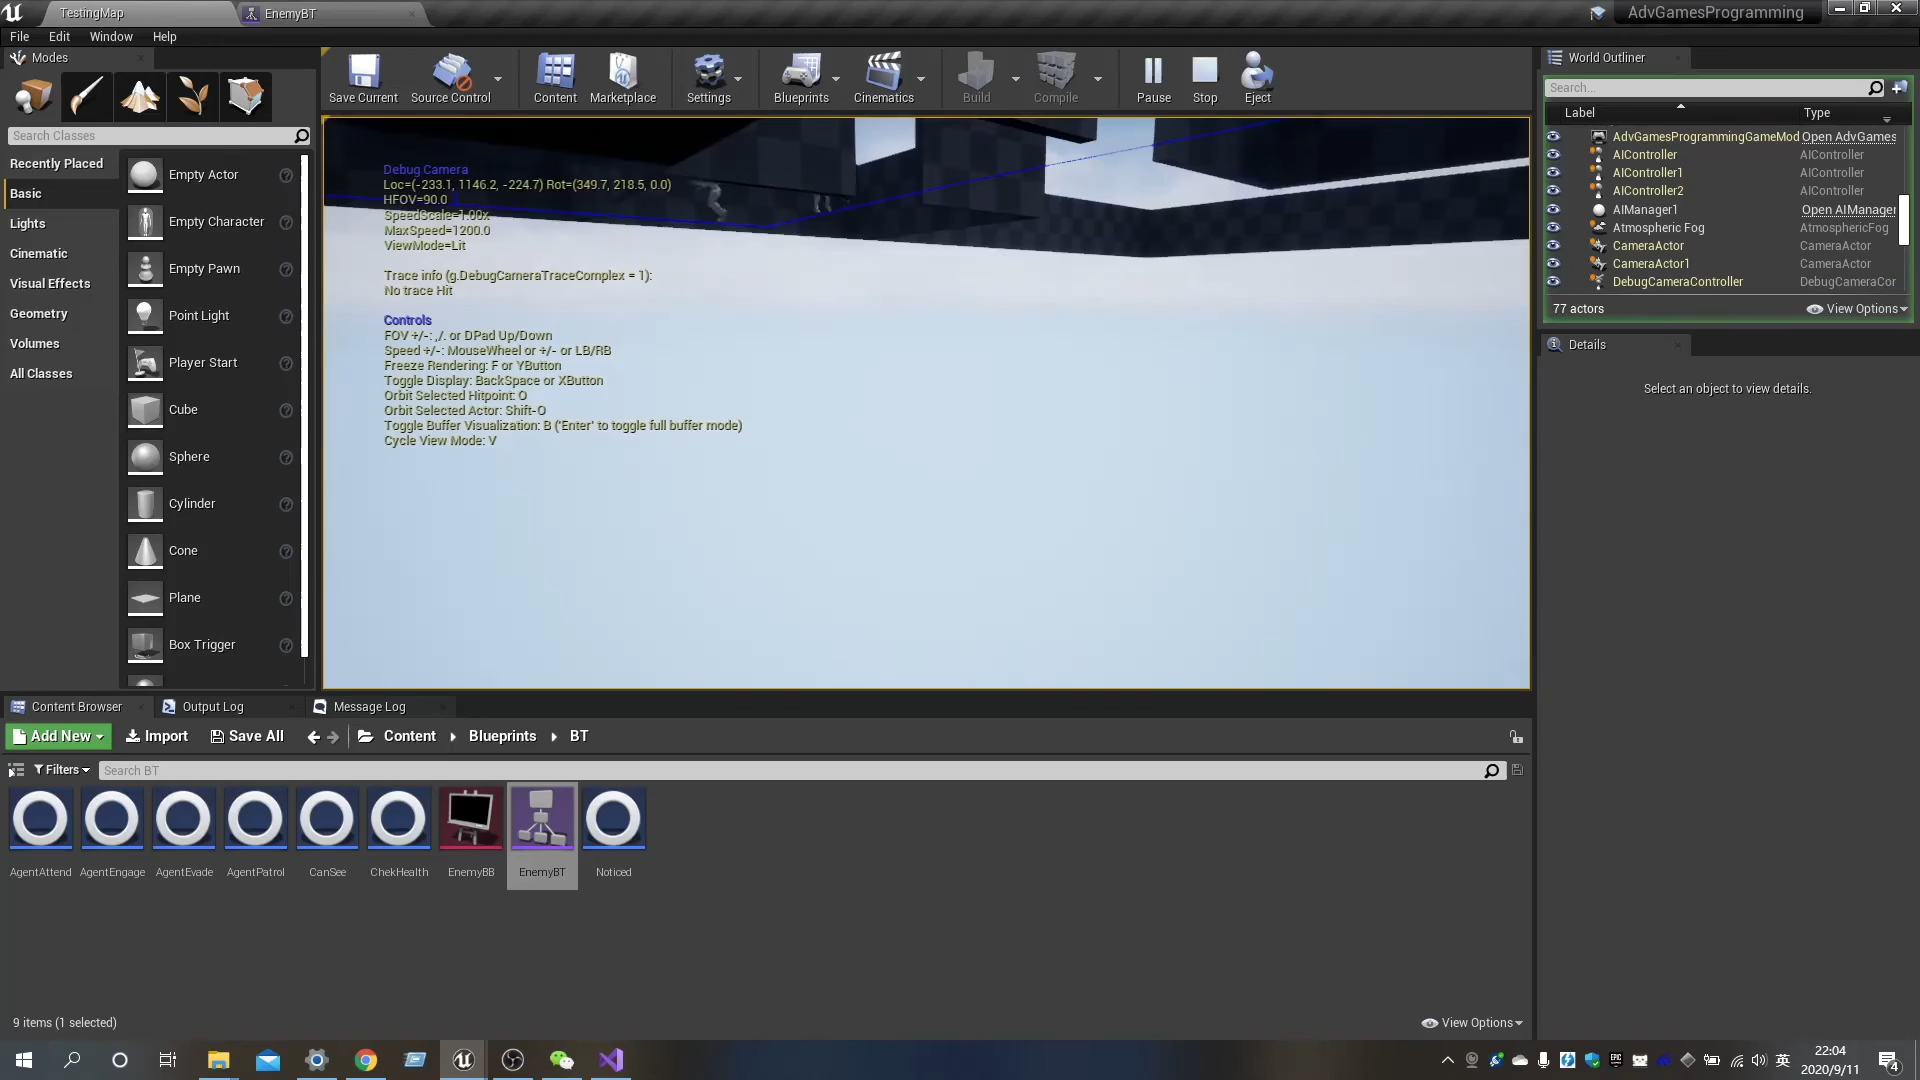 TestingMap
EnemyBT
AdvGamesProgramming
File Edit Window Help
Modes
Search Classes
Recently Placed
Basic
Lights
Cinematic
Visual Effects
Geometry
Volumes
All Classes
Empty Actor
Empty Character
Empty Pawn
Point Light
Player Start
Cube
Sphere
Cylinder
Cone
Plane
Box Trigger
Save Current
Source Control
Content
Marketplace
Settings
Blueprints
Cinematics
Build
Compile
Pause
Stop
Eject
Debug Camera
Loc=(-233.1, 1146.2, -224.7) Rot=(349.7, 218.5, 0.0)
HFOV=90.0
SpeedScale=1.00x
MaxSpeed=1200.0
ViewMode=Lit
Trace info (g.DebugCameraTraceComplex = 1):
No trace Hit
Controls
FOV +/-: ,/. or DPad Up/Down
Speed +/-: MouseWheel or +/- or LB/RB
Freeze Rendering: F or YButton
Toggle Display: BackSpace or XButton
Orbit Selected Hitpoint: O
Orbit Selected Actor: Shift-O
Toggle Buffer Visualization: B ('Enter' to toggle full buffer mode)
Cycle View Mode: V
World Outliner
Search...
Label Type
AdvGamesProgrammingGameMod Open AdvGames
AIController AIController
AIController1 AIController
AIController2 AIController
AIManager1 Open AIManager
Atmospheric Fog AtmosphericFog
CameraActor CameraActor
CameraActor1 CameraActor
DebugCameraController DebugCameraCor
77 actors
View Options
Details
Select an object to view details.
Content Browser
Output Log
Message Log
Add New
Import
Save All
Content
Blueprints
BT
Filters
Search BT
AgentAttend
AgentEngage
AgentEvade
AgentPatrol
CanSee
ChekHealth
EnemyBB
EnemyBT
Noticed
9 items (1 selected)
View Options
英
22:04
2020/9/11
4